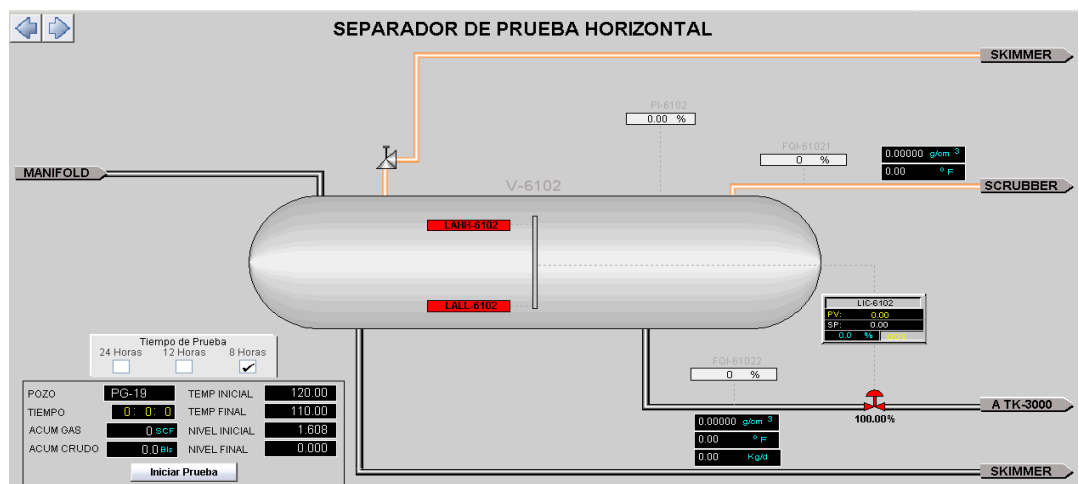 SEPARADOR DE PRUEBA HORIZONTAL
SKIMMER
PI-6102
0.00 %
FQI-61021
0 %
0.00000 g/cm 3
0.00 º F
MANIFOLD
V-6102
SCRUBBER
LAHH-6102
LALL-6102
LIC-6102
PV: 0.00
SP: 0.00
0.0 %
Tiempo de Prueba
24 Horas 12 Horas 8 Horas
FQI-61022
0 %
POZO PG-19 TEMP INICIAL 120.00
TIEMPO 0: 0: 0 TEMP FINAL 110.00
ACUM GAS 0 SCF NIVEL INICIAL 1.608
ACUM CRUDO 0.0 Bls NIVEL FINAL 0.000
Iniciar Prueba
A TK-3000
100.00%
0.00000 g/cm 3
0.00 º F
0.00 Kg/d
SKIMMER